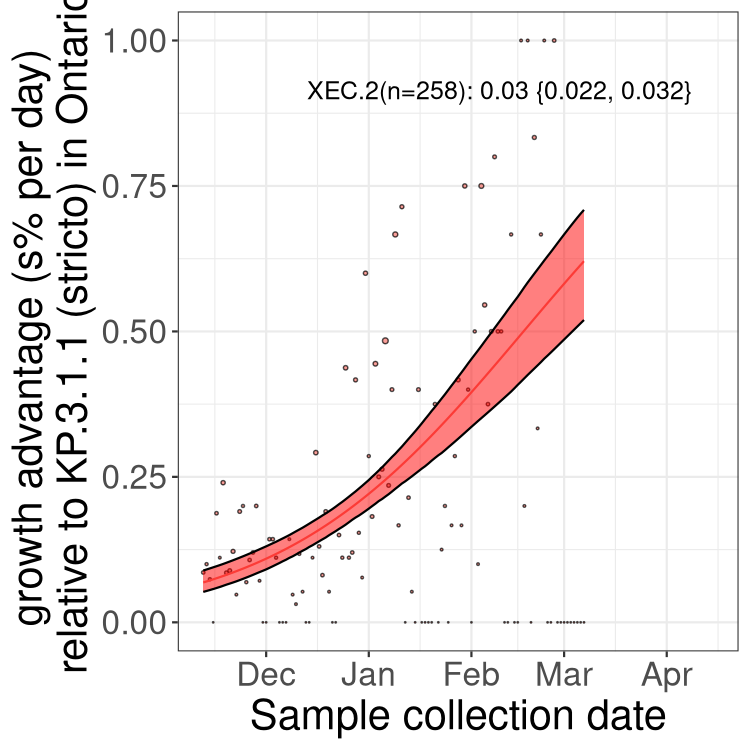 growth advantage (s% per day)
relative to KP.3.1.1 (stricto) in Ontario
1.00
0.75
0.50
0.25
0.00
XEC.2(n=258): 0.03 {0.022, 0.032}
Dec Jan Feb Mar Apr
Sample collection date